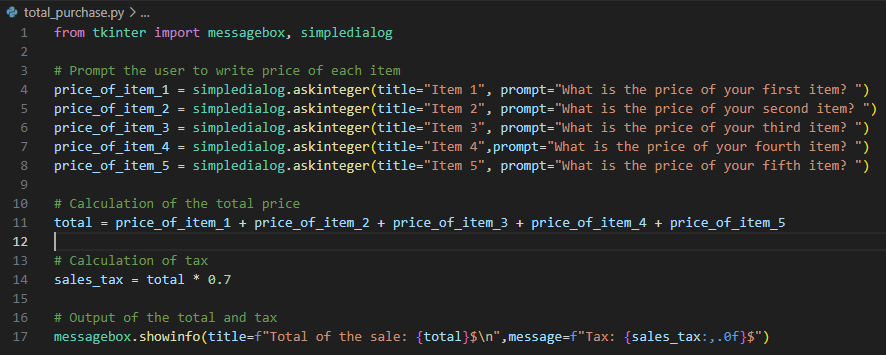 total_purchase.py > ...
1 from tkinter import messagebox, simpledialog
2
3 # Prompt the user to write price of each item
4 price_of_item_1 = simpledialog.askinteger(title="Item 1", prompt="What is the price of your first item? ")
5 price_of_item_2 = simpledialog.askinteger(title="Item 2", prompt="What is the price of your second item? ")
6 price_of_item_3 = simpledialog.askinteger(title="Item 3", prompt="What is the price of your third item? ")
7 price_of_item_4 = simpledialog.askinteger(title="Item 4",prompt="What is the price of your fourth item? ")
8 price_of_item_5 = simpledialog.askinteger(title="Item 5", prompt="What is the price of your fifth item? ")
9
10 # Calculation of the total price
11 total = price_of_item_1 + price_of_item_2 + price_of_item_3 + price_of_item_4 + price_of_item_5
12
13 # Calculation of tax
14 sales_tax = total * 0.7
15
16 # Output of the total and tax
17 messagebox.showinfo(title=f"Total of the sale: {total}$\n",message=f"Tax: {sales_tax:,.0f}$")